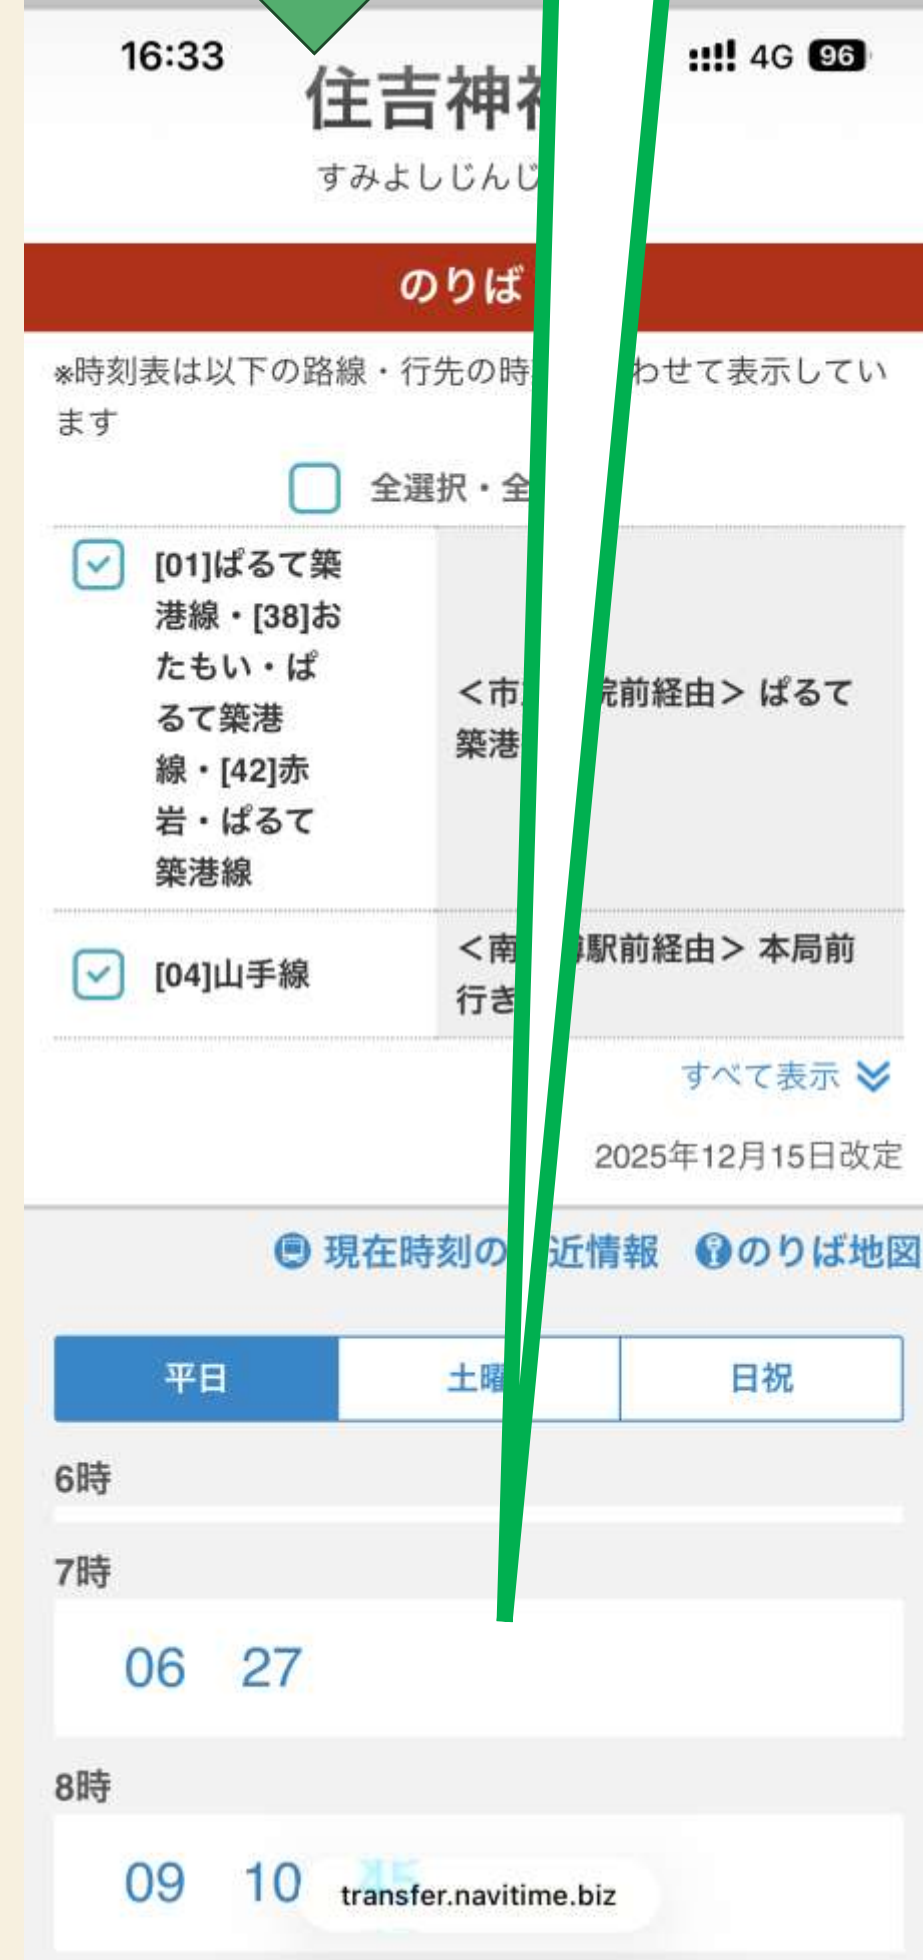 16:33
4G 96
住吉神
すみよしじんじ
のりば
※時刻表は以下の路線・行先の時 わせて表示してい
ます
全選択・全
[01]ぱるて築
港線・[38]お
たもい・ぱ
るて築港
線・[42]赤
岩・ぱるて
築港線
<市 院前経由> ぱるて
築港
[04]山手線
<南 駅前経由> 本局前
行き
すべて表示
2025年12月15日改定
現在時刻の 近情報 のりば地図
平日 土曜 日祝
6時
7時
06 27
8時
09 10 45
transfer.navitime.biz